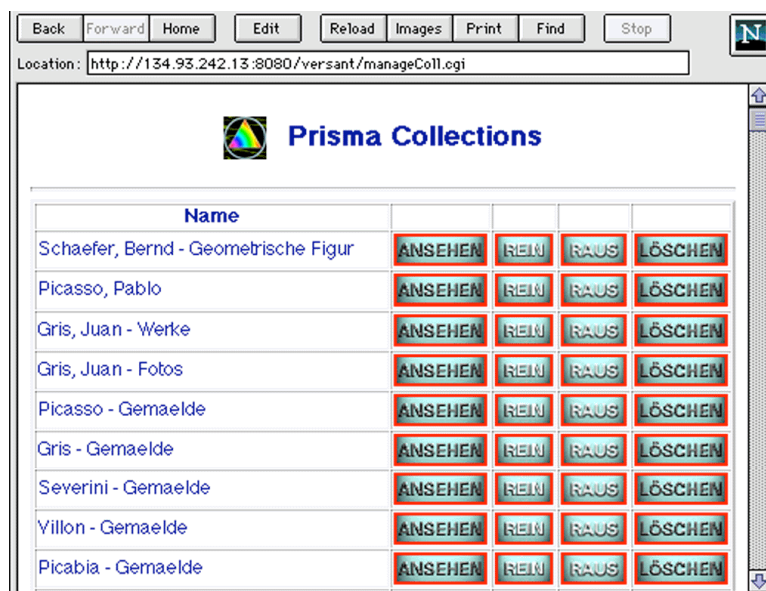 Back Forward Home Edit Reload Images Print Find Stop N
Location: http://134.93.242.13:8080/versant/manageColl.cgi
Prisma Collections
Name
Schaefer, Bernd - Geometrische Figur ANSEHEN REIN RAUS LÖSCHEN
Picasso, Pablo ANSEHEN REIN RAUS LÖSCHEN
Gris, Juan - Werke ANSEHEN REIN RAUS LÖSCHEN
Gris, Juan - Fotos ANSEHEN REIN RAUS LÖSCHEN
Picasso - Gemaelde ANSEHEN REIN RAUS LÖSCHEN
Gris - Gemaelde ANSEHEN REIN RAUS LÖSCHEN
Severini - Gemaelde ANSEHEN REIN RAUS LÖSCHEN
Villon - Gemaelde ANSEHEN REIN RAUS LÖSCHEN
Picabia - Gemaelde ANSEHEN REIN RAUS LÖSCHEN